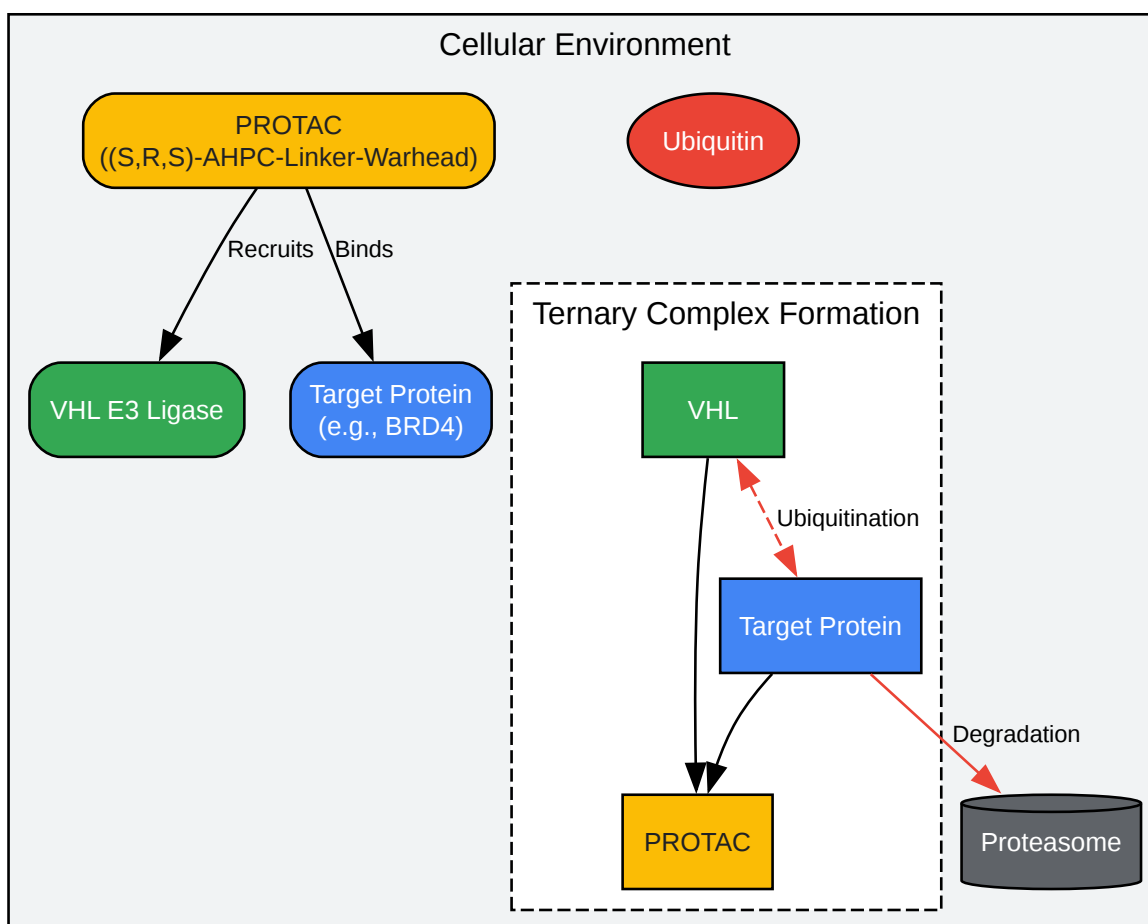 Cellular Environment
PROTAC
((S,R,S)-AHPC-Linker-Warhead)
Ubiquitin
Recruits
Binds
Ternary Complex Formation
VHL E3 Ligase
Target Protein
(e.g., BRD4)
VHL
Ubiquitination
Target Protein
Degradation
PROTAC
Proteasome